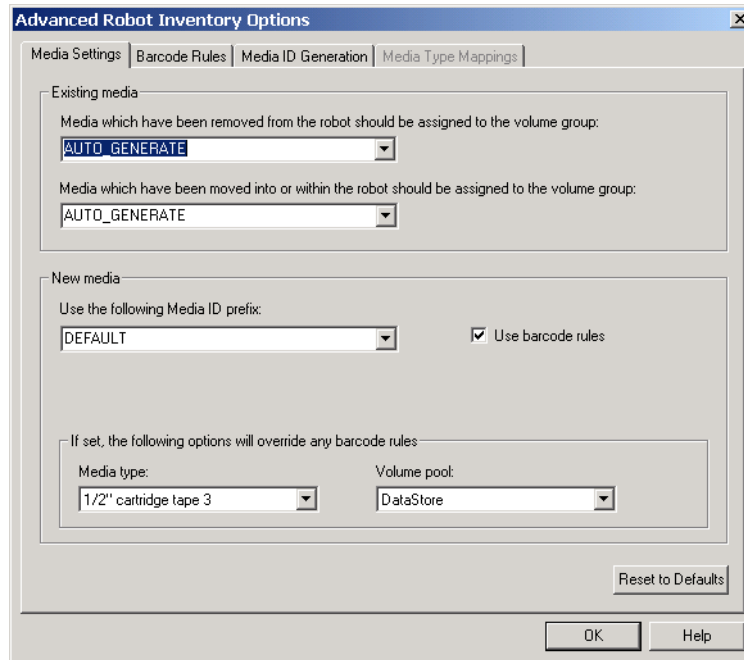 Advanced Robot Inventory Options
Media Settings Barcode Rules Media ID Generation Media Type Mappings
Existing media
Media which have been removed from the robot should be assigned to the volume group:
AUTO_GENERATE
Media which have been moved into or within the robot should be assigned to the volume group:
AUTO_GENERATE
New media
Use the following Media ID prefix:
DEFAULT Use barcode rules
If set, the following options will override any barcode rules
Media type: Volume pool:
1/2" cartridge tape 3 DataStore
Reset to Defaults
OK Help